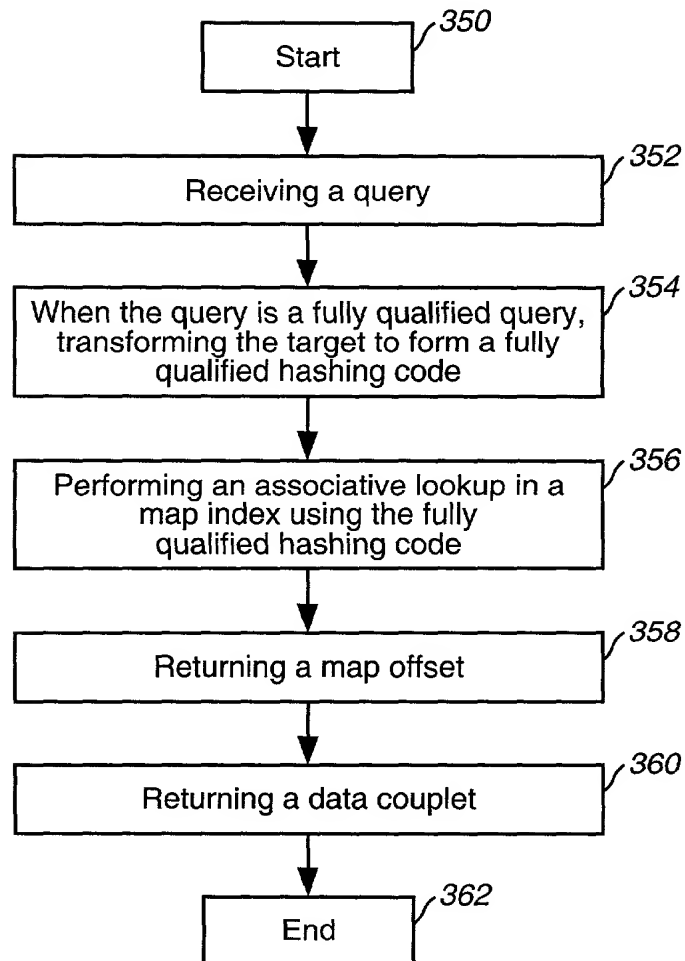 350
Start
352
Receiving a query
354
When the query is a fully qualified query,
transforming the target to form a fully
qualified hashing code
356
Performing an associative lookup in a
map index using the fully
qualified hashing code
358
Returning a map offset
360
Returning a data couplet
362
End